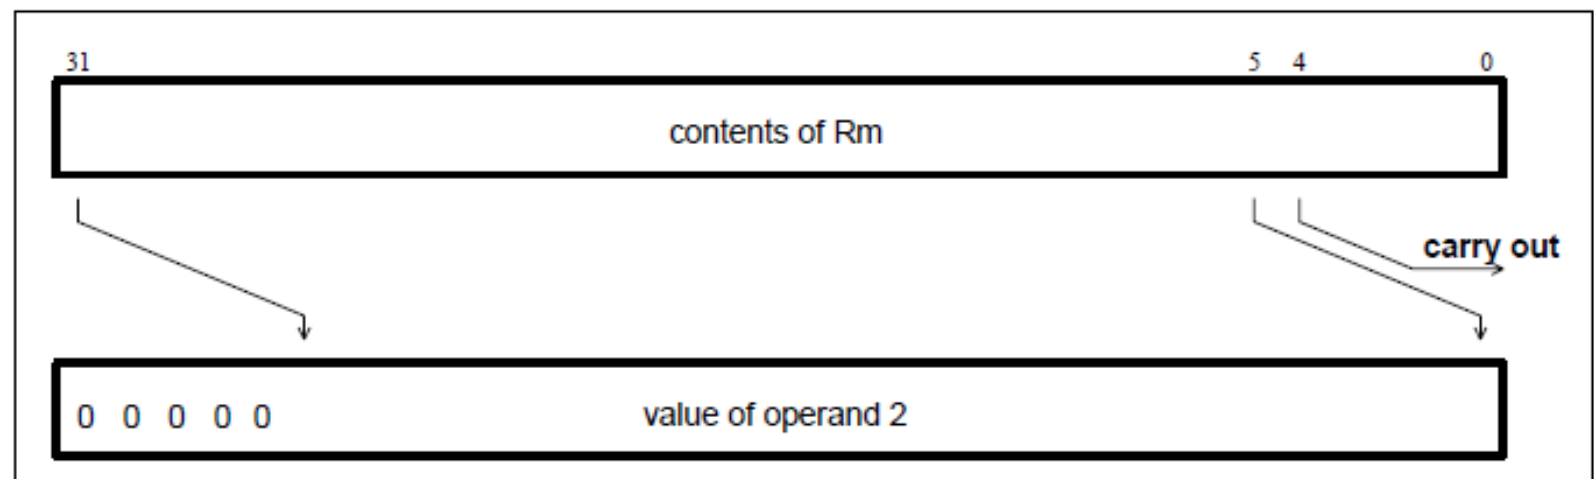 31 5 4 0
contents of Rm
carry out
0 0 0 0 0 value of operand 2